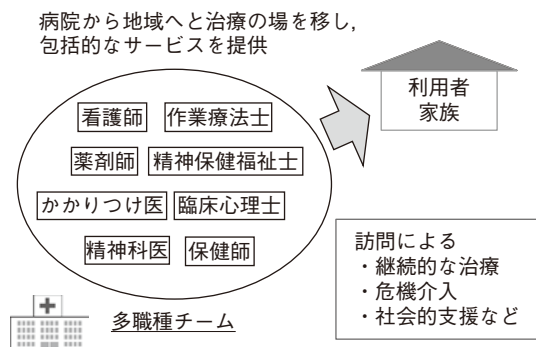 病院から地域へと治療の場を移し，
包括的なサービスを提供
利用者
家族
看護師 作業療法士
薬剤師 精神保健福祉士
かかりつけ医 臨床心理士
精神科医 保健師
多職種チーム
訪問による
・継続的な治療
・危機介入
・社会的支援など